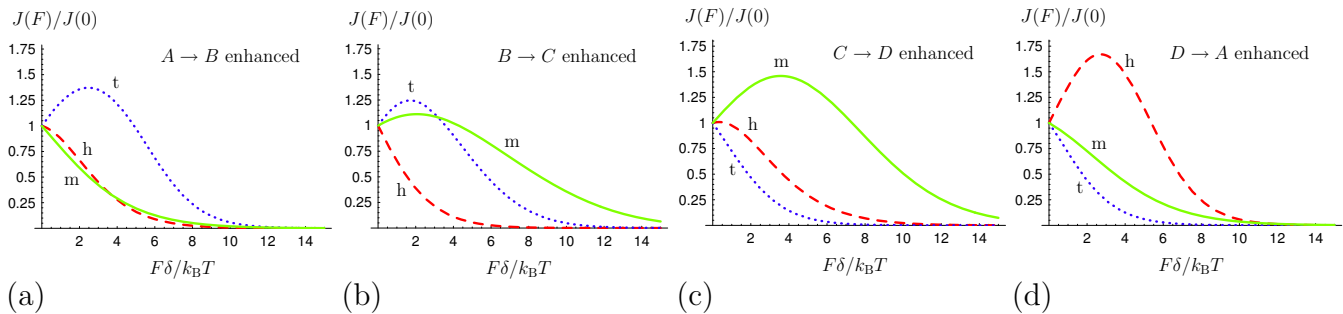 J(F)/J(0)
1.75
1.5
1.25
1
0.75
0.5
0.25
A → B enhanced
t
h
m
2 4 6 8 10 12 14
Fδ/k_BT
(a)
J(F)/J(0)
1.75
1.5
1.25
1
0.75
0.5
0.25
B → C enhanced
t
m
h
2 4 6 8 10 12 14
Fδ/k_BT
(b)
J(F)/J(0)
1.75
1.5
1.25
1
0.75
0.5
0.25
C → D enhanced
m
h
t
2 4 6 8 10 12 14
Fδ/k_BT
(c)
J(F)/J(0)
1.75
1.5
1.25
1
0.75
0.5
0.25
D → A enhanced
h
m
t
2 4 6 8 10 12 14
Fδ/k_BT
(d)